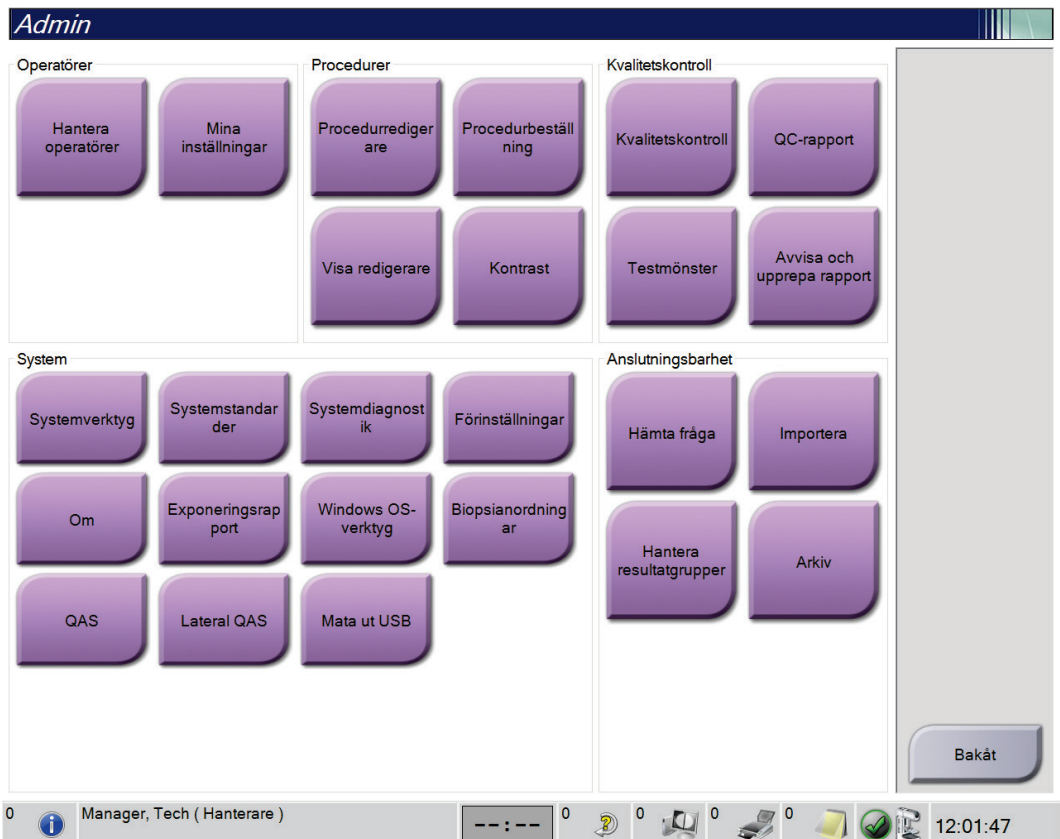 Admin
Operatörer
Hantera
operatörer
Mina
inställningar
Procedurer
Procedurrediger
are
Procedurbeställ
ning
Visa redigerare
Kontrast
Kvalitetskontroll
Kvalitetskontroll
QC-rapport
Testmönster
Avvisa och
upprepa rapport
System
Systemverktyg
Systemstandar
der
Systemdiagnost
ik
Förinställningar
Om
Exponeringsrap
port
Windows OS-
verktyg
Biopsianordning
ar
QAS
Lateral QAS
Mata ut USB
Anslutningsbarhet
Hämta fråga
Importera
Hantera
resultatgrupper
Arkiv
Bakåt
0
Manager, Tech ( Hanterare )
--:--
0
0
0
0
12:01:47